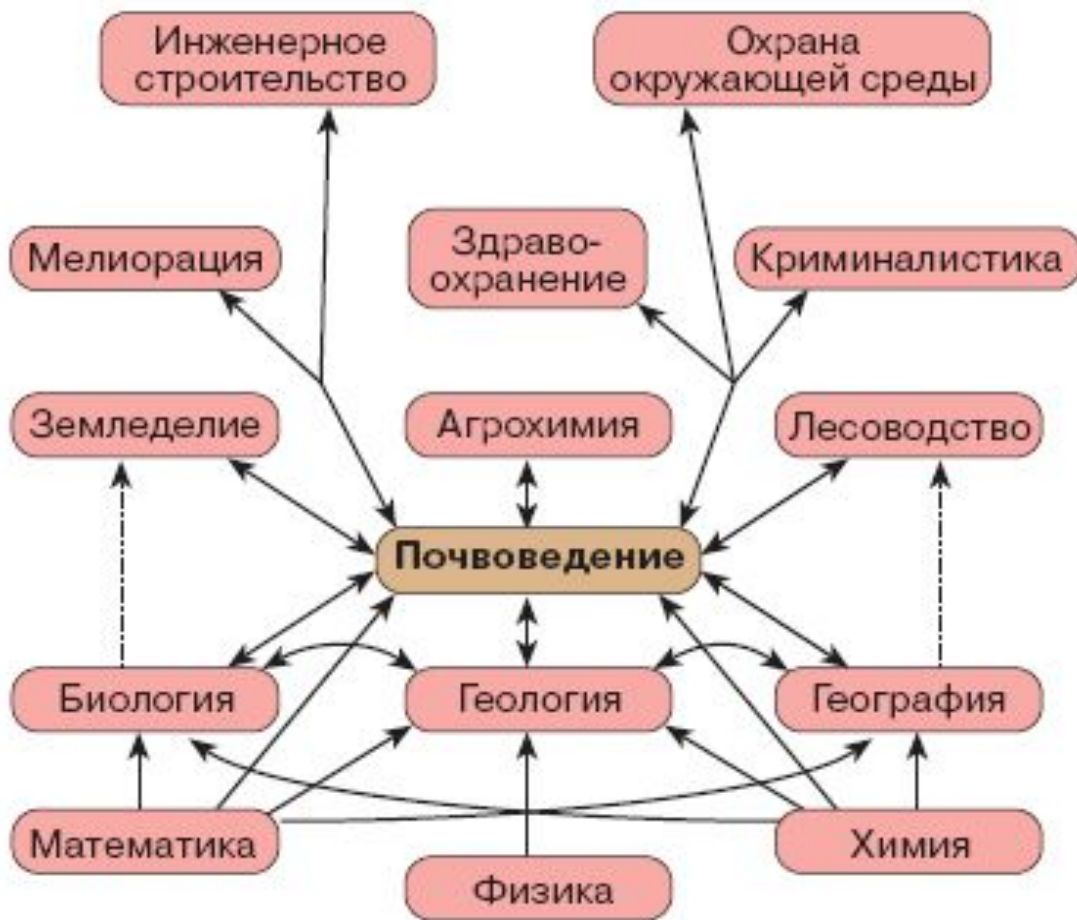 Инженерное
строительство
Охрана
окружающей среды
Мелиорация
Здраво-
охранение
Криминалистика
Земледелие
Агрохимия
Лесоводство
Почвоведение
Биология
Геология
География
Математика
Физика
Химия